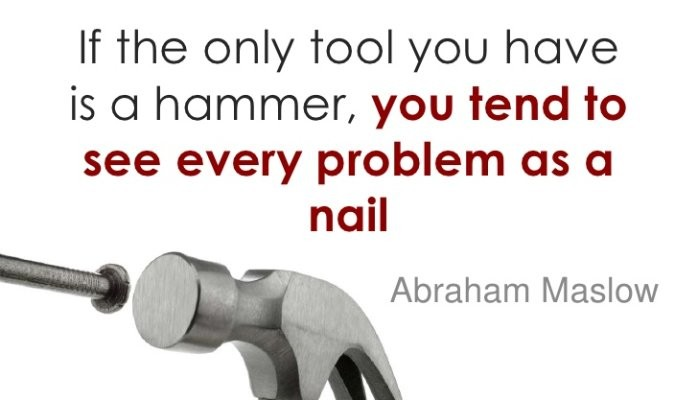 If the only tool you have
is a hammer, you tend to
see every problem as a
nail
Abraham Maslow